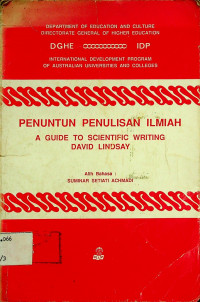 DEPARTMENT OF EDUCATION AND CULTURE
DIRECTORATE GENERAL OF HIGHER EDUCATION
DGHE IDP
INTERNATIONAL DEVELOPMENT PROGRAM
OF AUSTRALIAN UNIVERSITIES AND COLLEGES
PENUNTUN PENULISAN ILMIAH
A GUIDE TO SCIENTIFIC WRITING
DAVID LINDSAY
Alih Bahasa :
SUMINAR SETIATI ACHMADI